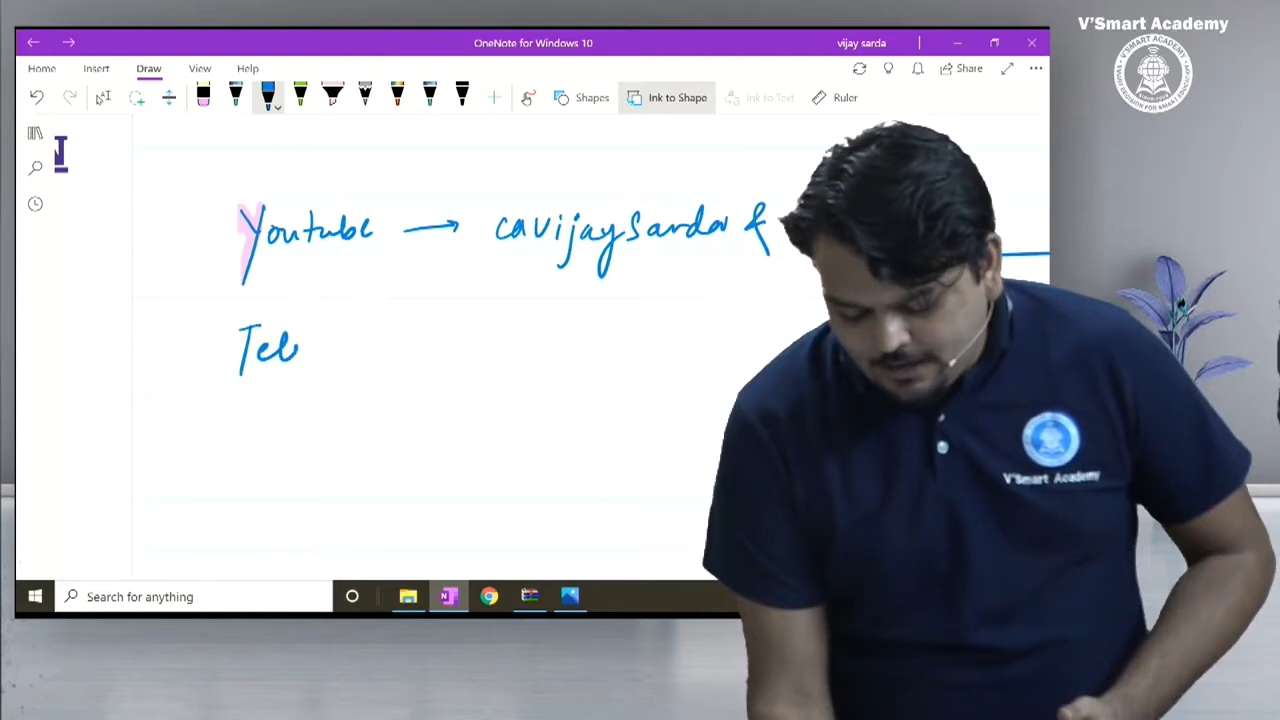 V'Smart Academy
OneNote for Windows 10
vijay sarda
Home Insert Draw View Help
Share
Shapes
Ink to Shape
Ink to Text
Ruler
Youtube → cavijaysarda &
Tel
V'Smart Academy
Search for anything